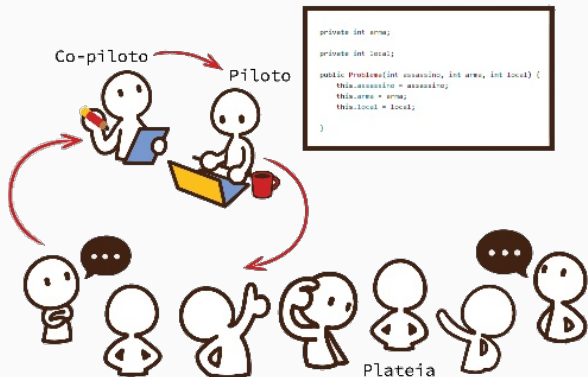 private int arma;
private int local;
public Problema(int assassino, int arma, int local) {
this.assassino = assassino;
this.arma = arma;
this.local = local;
}
Co-piloto
Piloto
Plateia